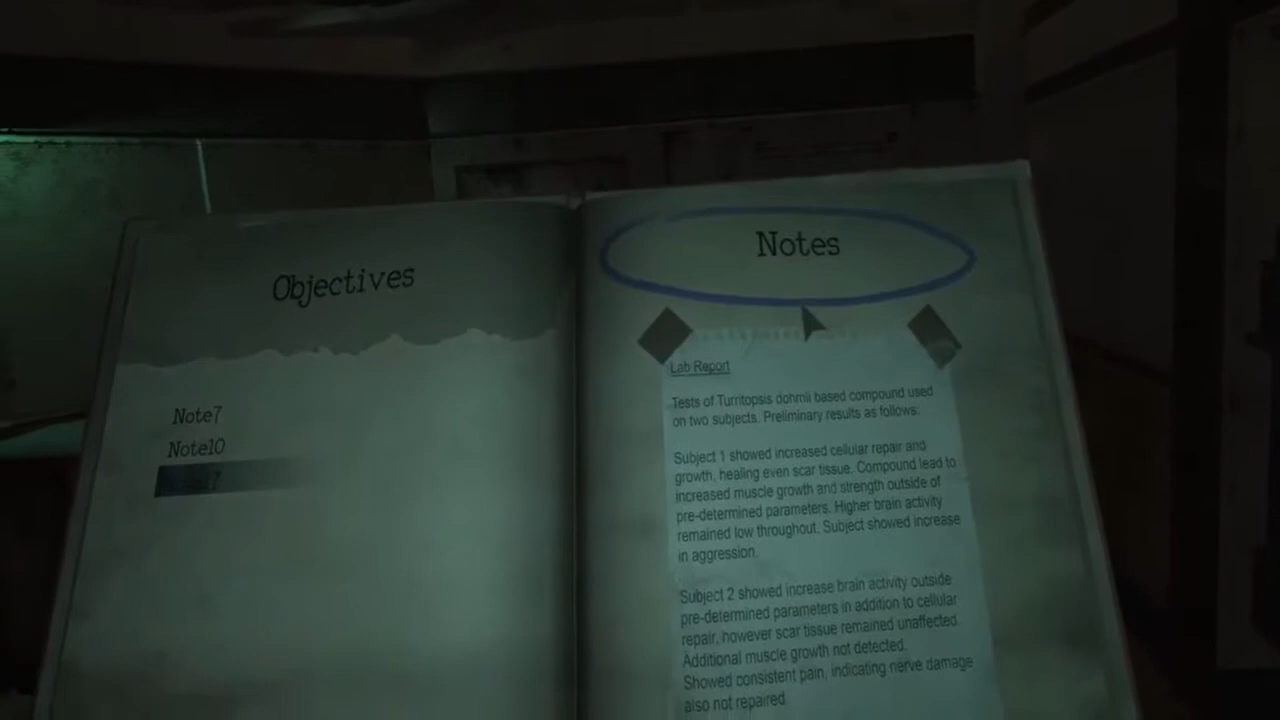 Objectives
Note7
Note10
Notes
Lab Report
Tests of Turritopsis dohrnii based compound used
on two subjects. Preliminary results as follows:
Subject 1 showed increased cellular repair and
growth, healing even scar tissue. Compound lead to
increased muscle growth and strength outside of
pre-determined parameters. Higher brain activity
remained low throughout. Subject showed increase
in aggression.
Subject 2 showed increase brain activity outside
pre-determined parameters in addition to cellular
repair, however scar tissue remained unaffected.
Additional muscle growth not detected.
Showed consistent pain, indicating nerve damage
also not repaired.